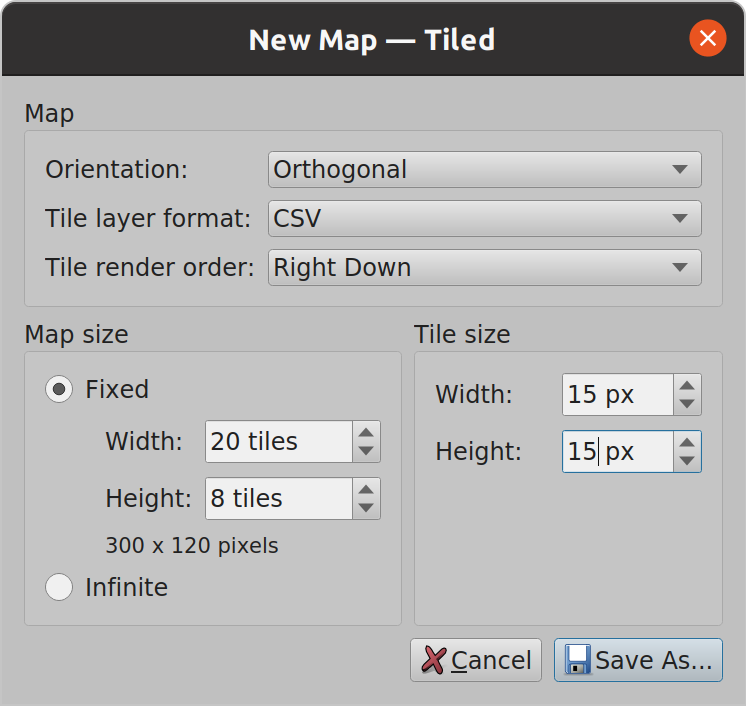 New Map — Tiled
Map
Orientation: Orthogonal
Tile layer format: CSV
Tile render order: Right Down
Map size
Fixed
Width: 20 tiles
Height: 8 tiles
300 x 120 pixels
Infinite
Tile size
Width: 15 px
Height: 15 px
Cancel
Save As...